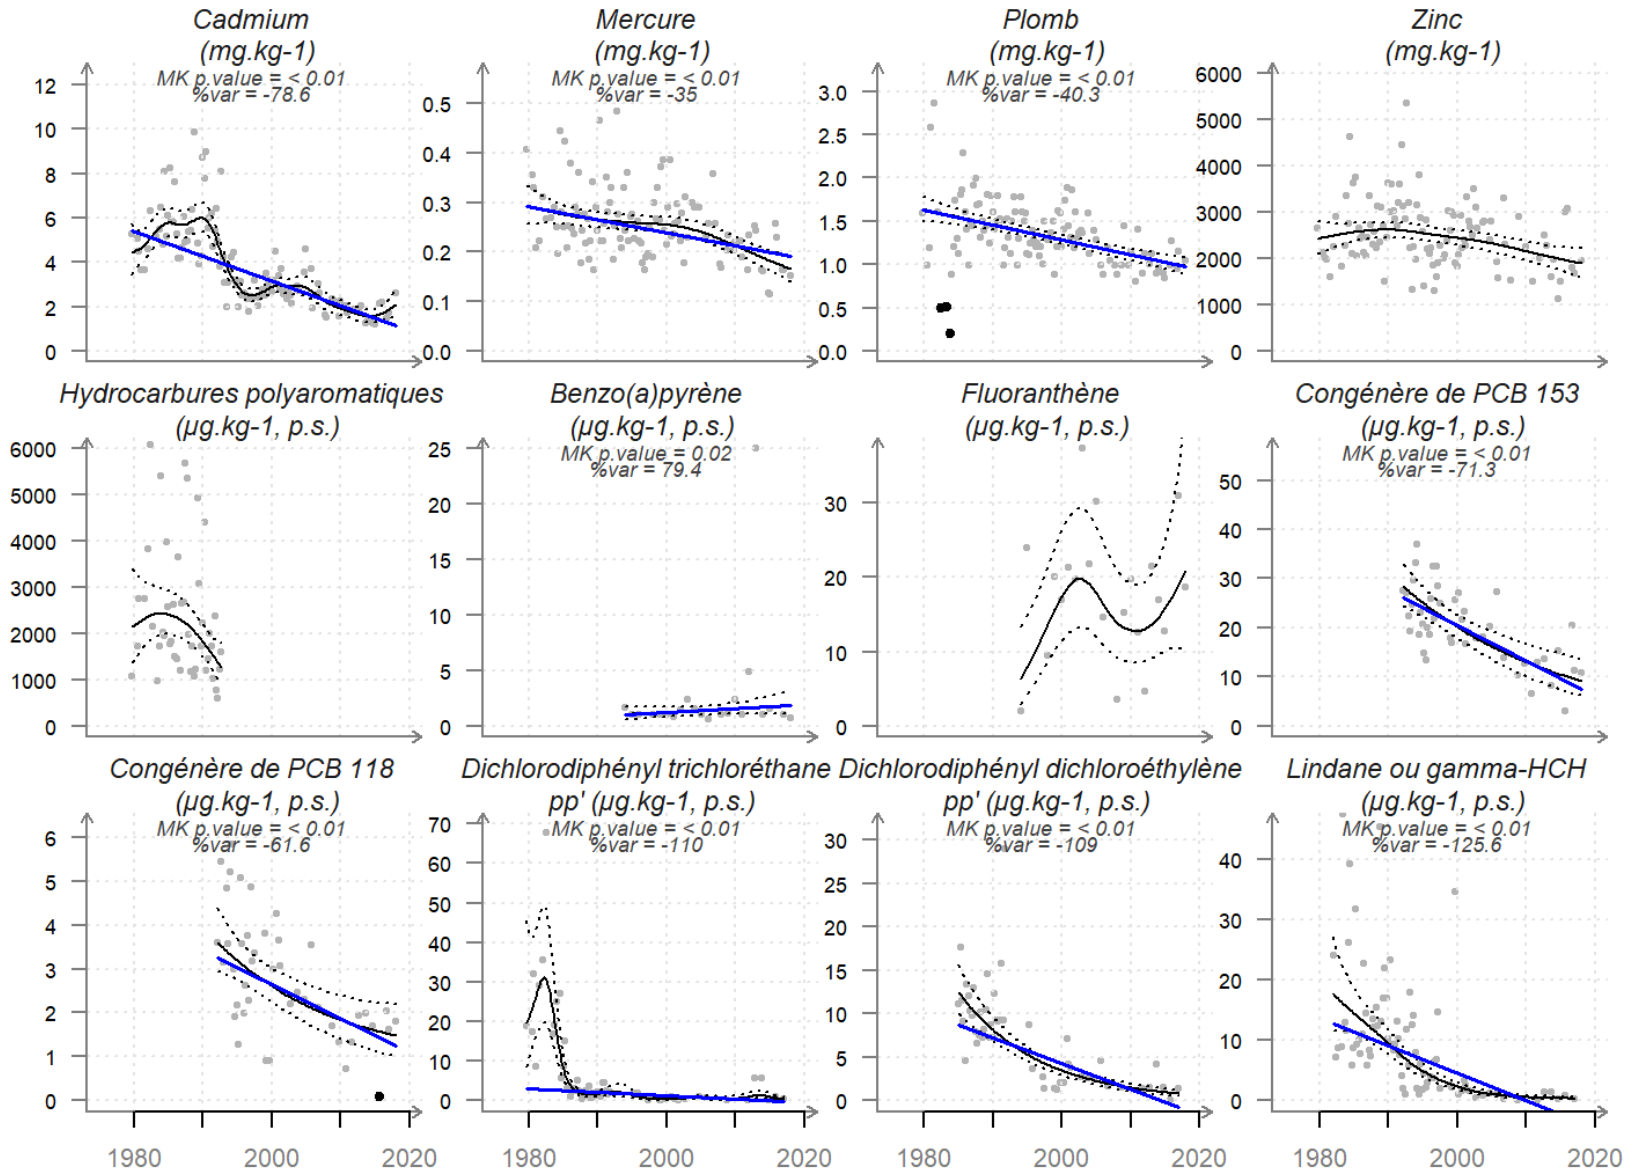 Cadmium
(mg.kg-1)
MK p.value = < 0.01
%var = -78.6
12
10
8
6
4
2
0
Mercure
(mg.kg-1)
MK p.value = < 0.01
%var = -35
0.5
0.4
0.3
0.2
0.1
0.0
Plomb
(mg.kg-1)
MK p.value = < 0.01
%var = -40.3
3.0
2.5
2.0
1.5
1.0
0.5
0.0
Zinc
(mg.kg-1)
6000
5000
4000
3000
2000
1000
0
Hydrocarbures polyaromatiques
(µg.kg-1, p.s.)
6000
5000
4000
3000
2000
1000
0
Benzo(a)pyrène
(µg.kg-1, p.s.)
MK p.value = 0.02
%var = 79.4
25
20
15
10
5
0
Fluoranthène
(µg.kg-1, p.s.)
30
20
10
0
Congénère de PCB 153
(µg.kg-1, p.s.)
MK p.value = < 0.01
%var = -71.3
50
40
30
20
10
0
Congénère de PCB 118
(µg.kg-1, p.s.)
MK p.value = < 0.01
%var = -61.6
6
5
4
3
2
1
0
1980 2000 2020
Dichlorodiphényl trichloréthane
pp' (µg.kg-1, p.s.)
MK p.value = < 0.01
%var = -110
70
60
50
40
30
20
10
0
1980 2000 2020
Dichlorodiphényl dichloroéthylène
pp' (µg.kg-1, p.s.)
MK p.value = < 0.01
%var = -109
30
25
20
15
10
5
0
1980 2000 2020
Lindane ou gamma-HCH
(µg.kg-1, p.s.)
MK p.value = < 0.01
%var = -125.6
40
30
20
10
0
1980 2000 2020